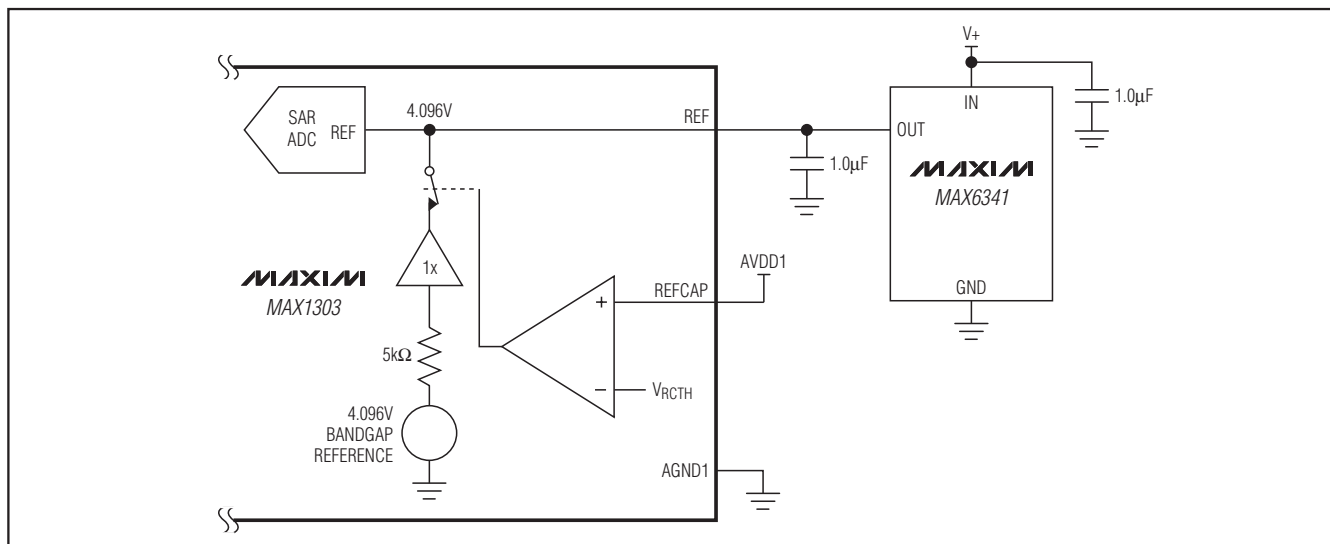 V+
IN
1.0µF
SAR
ADC
REF
4.096V
REF
OUT
1.0µF
MAXIM
MAX6341
GND
MAXIM
MAX1303
1x
AVDD1
REFCAP
+
−
VRCTH
5kΩ
4.096V
BANDGAP
REFERENCE
AGND1